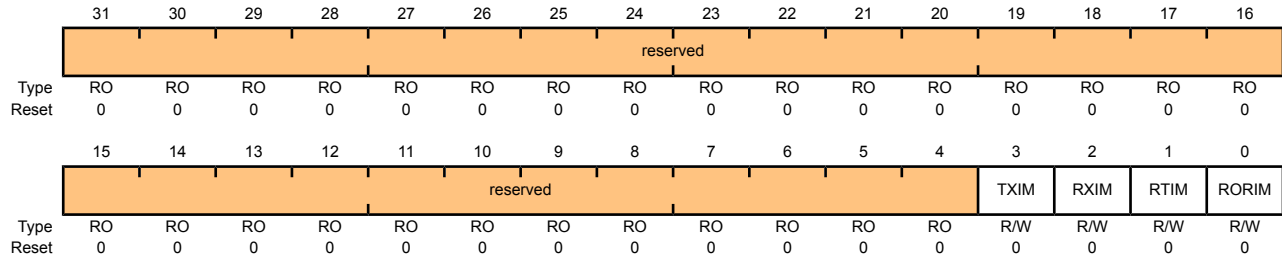 31 30 29 28 27 26 25 24 23 22 21 20 19 18 17 16
reserved
Type RO RO RO RO RO RO RO RO RO RO RO RO RO RO RO RO
Reset 0 0 0 0 0 0 0 0 0 0 0 0 0 0 0 0
15 14 13 12 11 10 9 8 7 6 5 4 3 2 1 0
reserved TXIM RXIM RTIM RORIM
Type RO RO RO RO RO RO RO RO RO RO RO RO R/W R/W R/W R/W
Reset 0 0 0 0 0 0 0 0 0 0 0 0 0 0 0 0